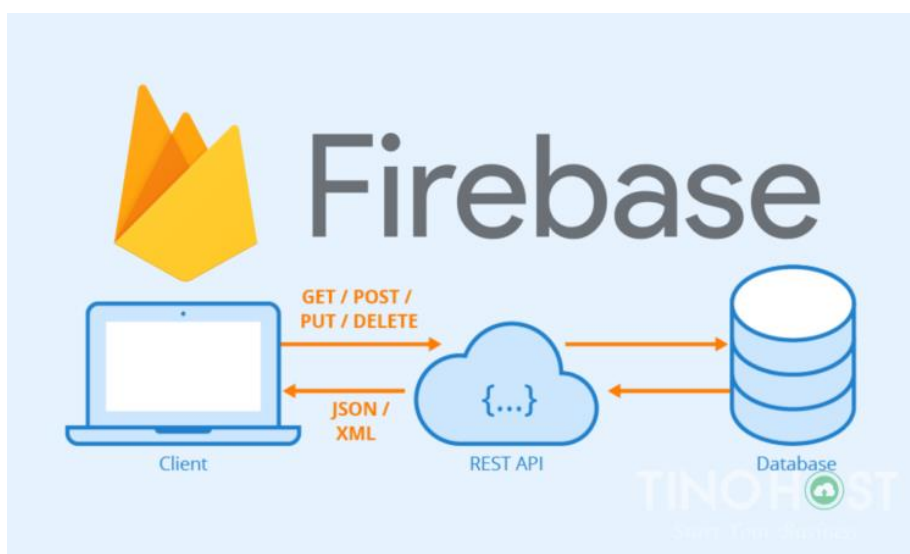 Firebase
GET / POST /
PUT / DELETE
{...}
JSON /
XML
Client
REST API
Database
TINOHOST